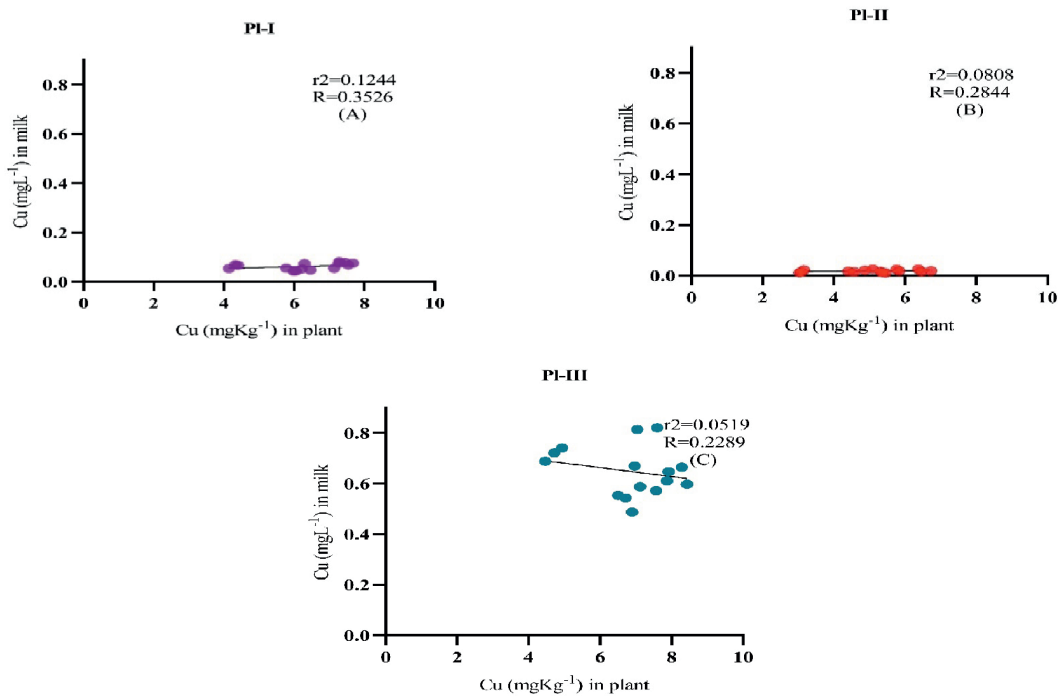 Pl-I
r2=0.1244
R=0.3526
(A)
Cu (mgL⁻¹) in milk
0.8
0.6
0.4
0.2
0.0
0 2 4 6 8 10
Cu (mgKg⁻¹) in plant
Pl-II
r2=0.0808
R=0.2844
(B)
Cu (mgL⁻¹) in milk
0.8
0.6
0.4
0.2
0.0
0 2 4 6 8 10
Cu (mgKg⁻¹) in plant
Pl-III
r2=0.0519
R=0.2289
(C)
Cu (mgL⁻¹) in milk
0.8
0.6
0.4
0.2
0.0
0 2 4 6 8 10
Cu (mgKg⁻¹) in plant